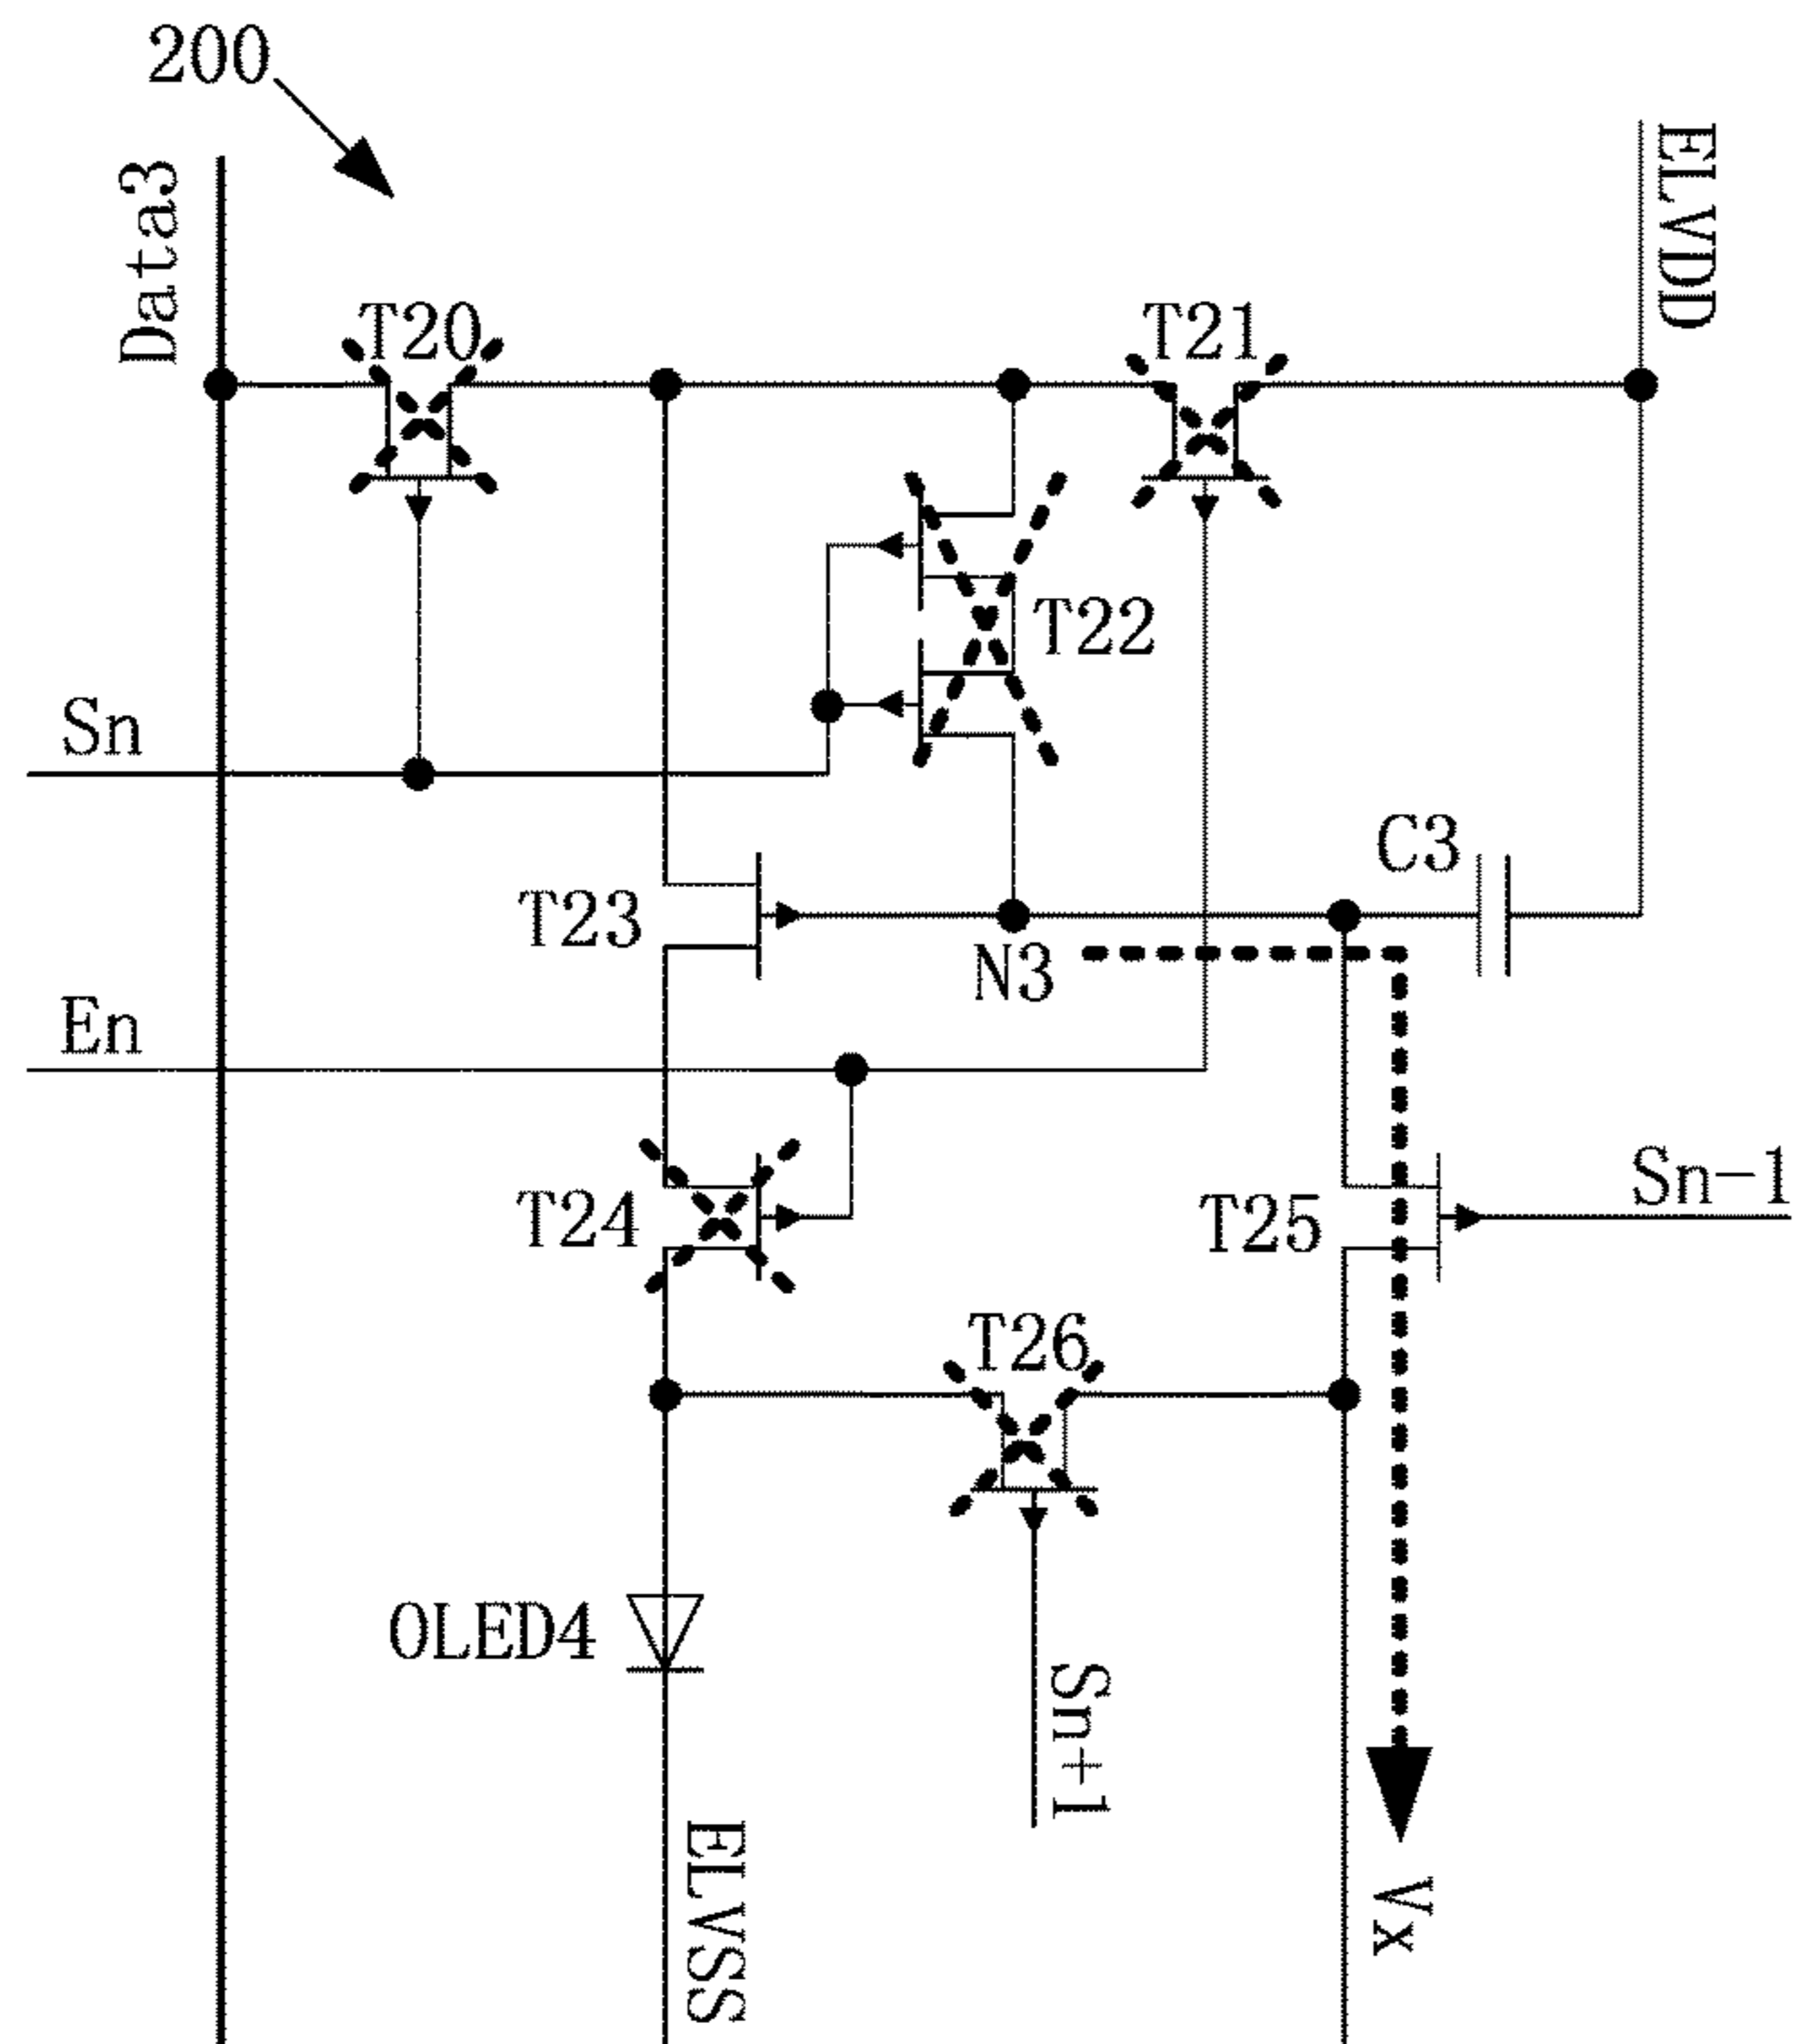 200
Data3
ELVDD
T20
T21
T22
Sn
C3
T23
N3
En
Sn-1
T24
T25
T26
OLED4
Sn+1
ELVSS
Vx